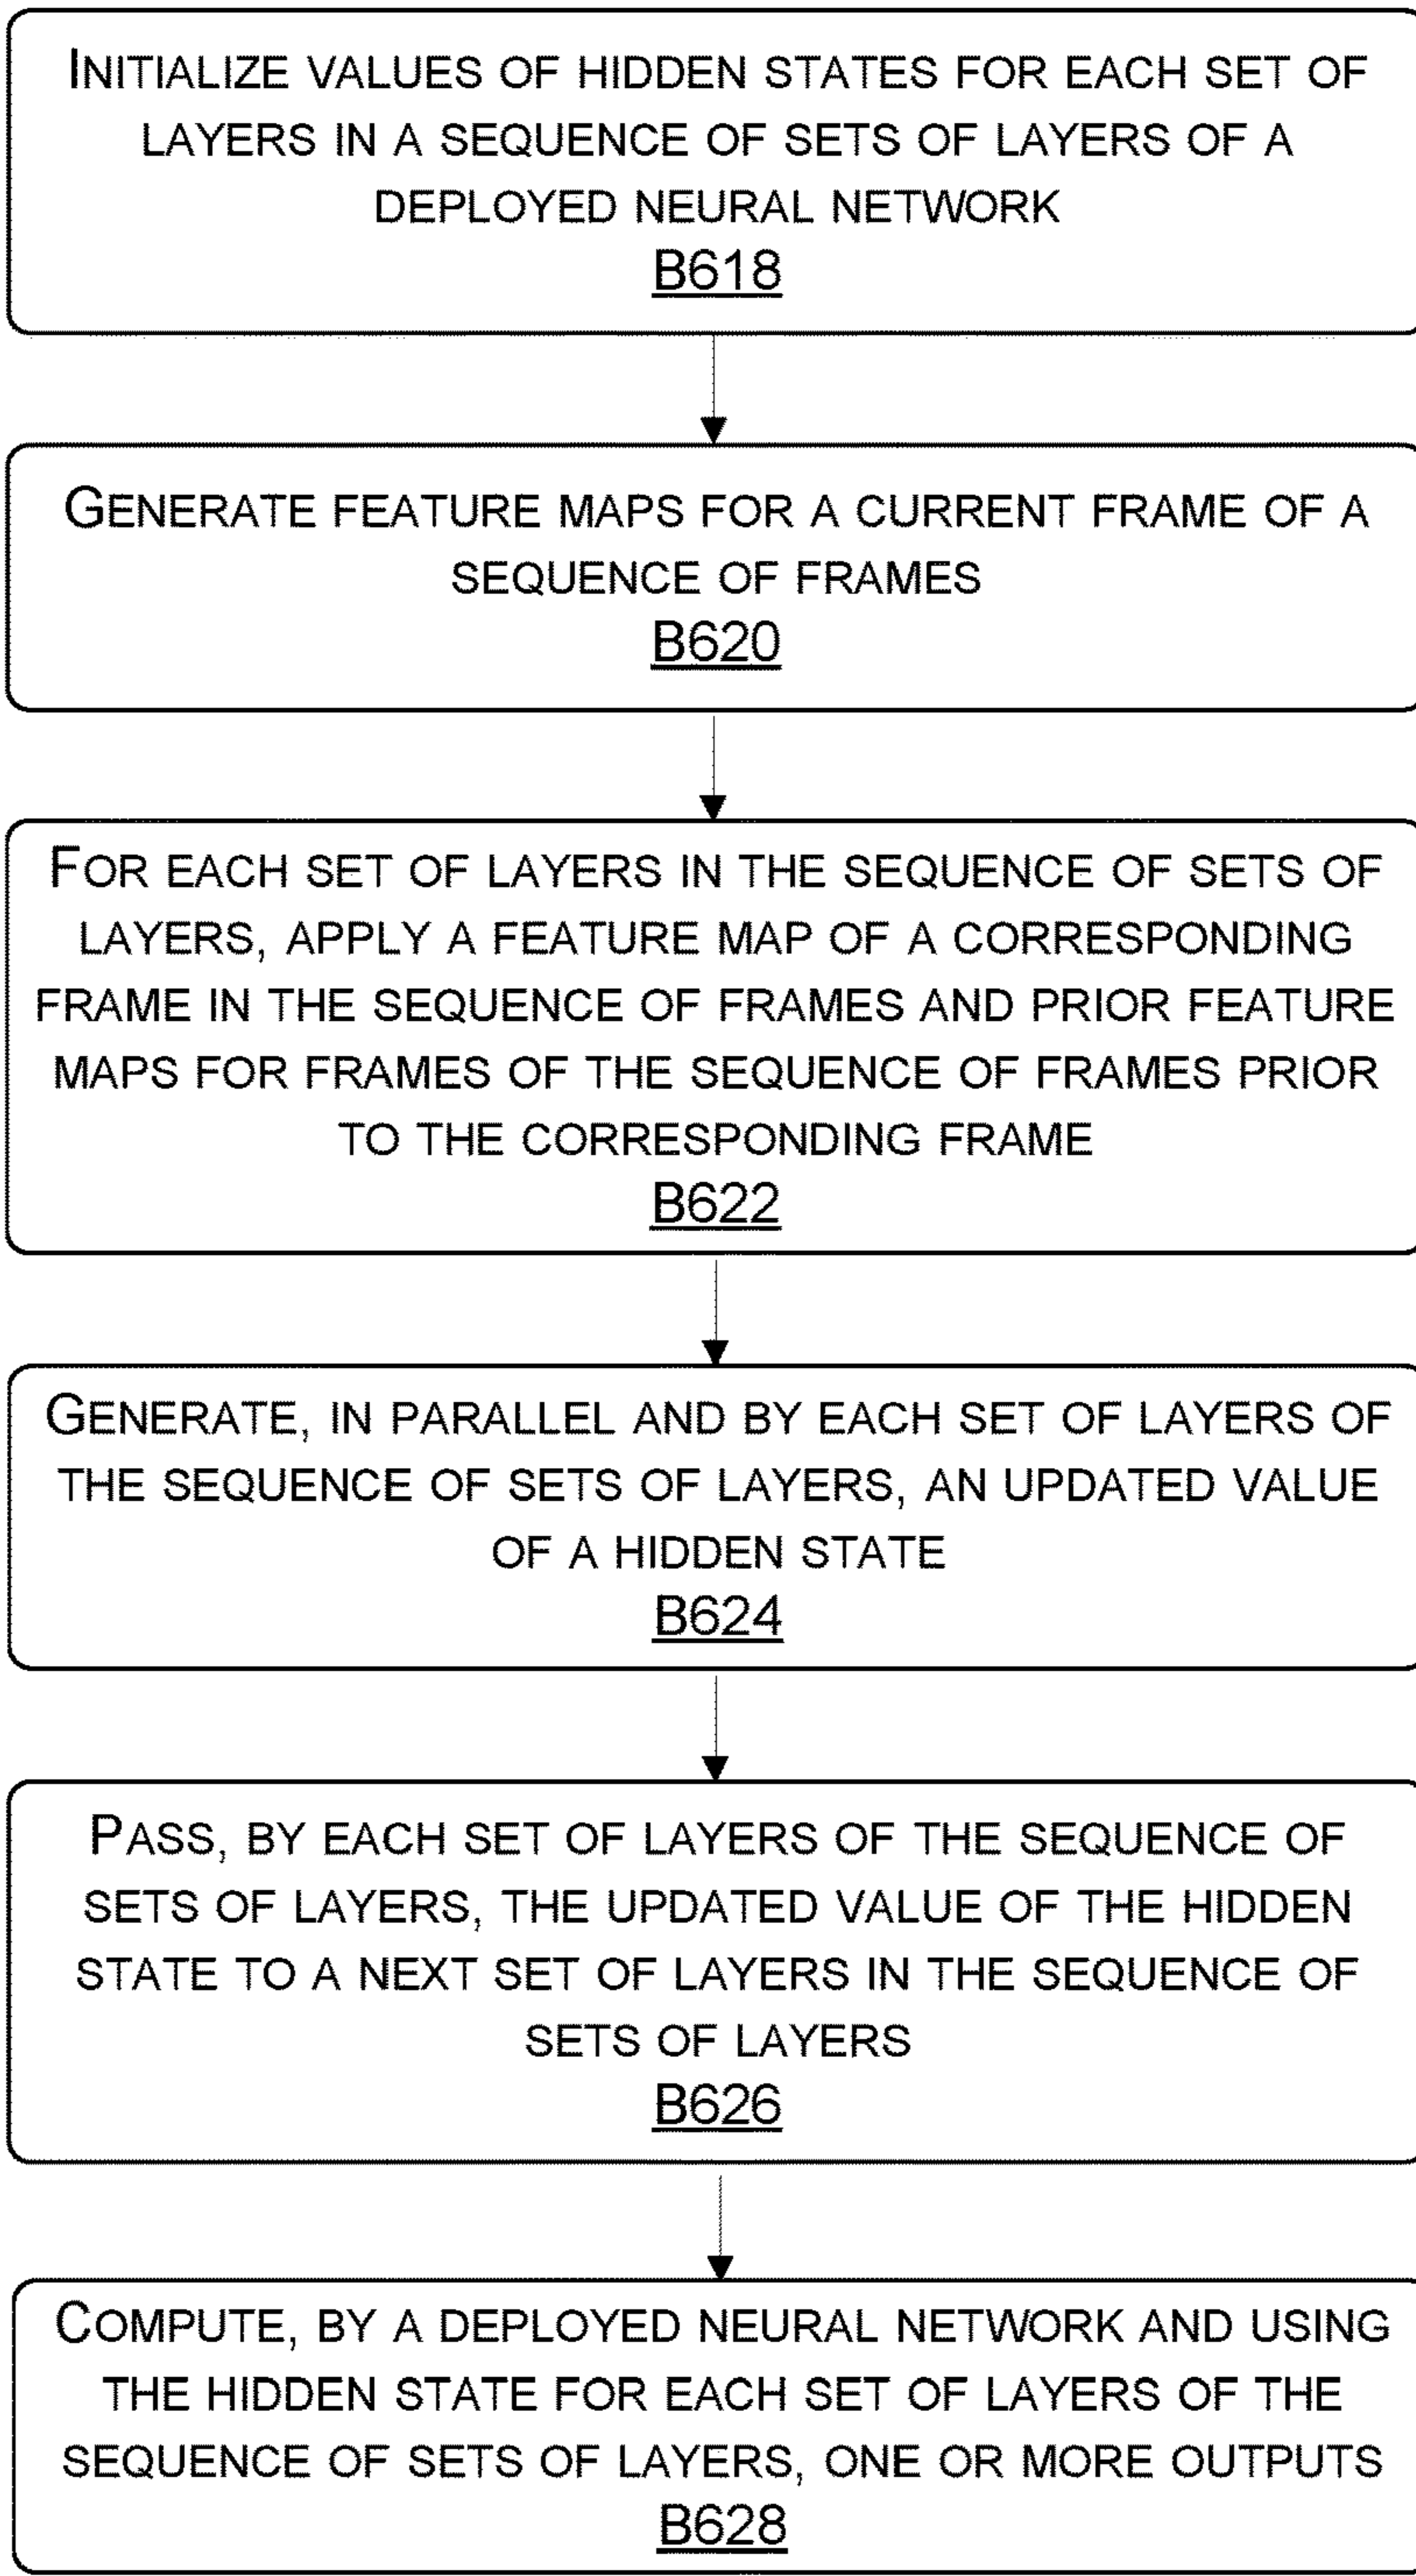 INITIALIZE VALUES OF HIDDEN STATES FOR EACH SET OF
LAYERS IN A SEQUENCE OF SETS OF LAYERS OF A
DEPLOYED NEURAL NETWORK
B618
GENERATE FEATURE MAPS FOR A CURRENT FRAME OF A
SEQUENCE OF FRAMES
B620
FOR EACH SET OF LAYERS IN THE SEQUENCE OF SETS OF
LAYERS, APPLY A FEATURE MAP OF A CORRESPONDING
FRAME IN THE SEQUENCE OF FRAMES AND PRIOR FEATURE
MAPS FOR FRAMES OF THE SEQUENCE OF FRAMES PRIOR
TO THE CORRESPONDING FRAME
B622
GENERATE, IN PARALLEL AND BY EACH SET OF LAYERS OF
THE SEQUENCE OF SETS OF LAYERS, AN UPDATED VALUE
OF A HIDDEN STATE
B624
PASS, BY EACH SET OF LAYERS OF THE SEQUENCE OF
SETS OF LAYERS, THE UPDATED VALUE OF THE HIDDEN
STATE TO A NEXT SET OF LAYERS IN THE SEQUENCE OF
SETS OF LAYERS
B626
COMPUTE, BY A DEPLOYED NEURAL NETWORK AND USING
THE HIDDEN STATE FOR EACH SET OF LAYERS OF THE
SEQUENCE OF SETS OF LAYERS, ONE OR MORE OUTPUTS
B628